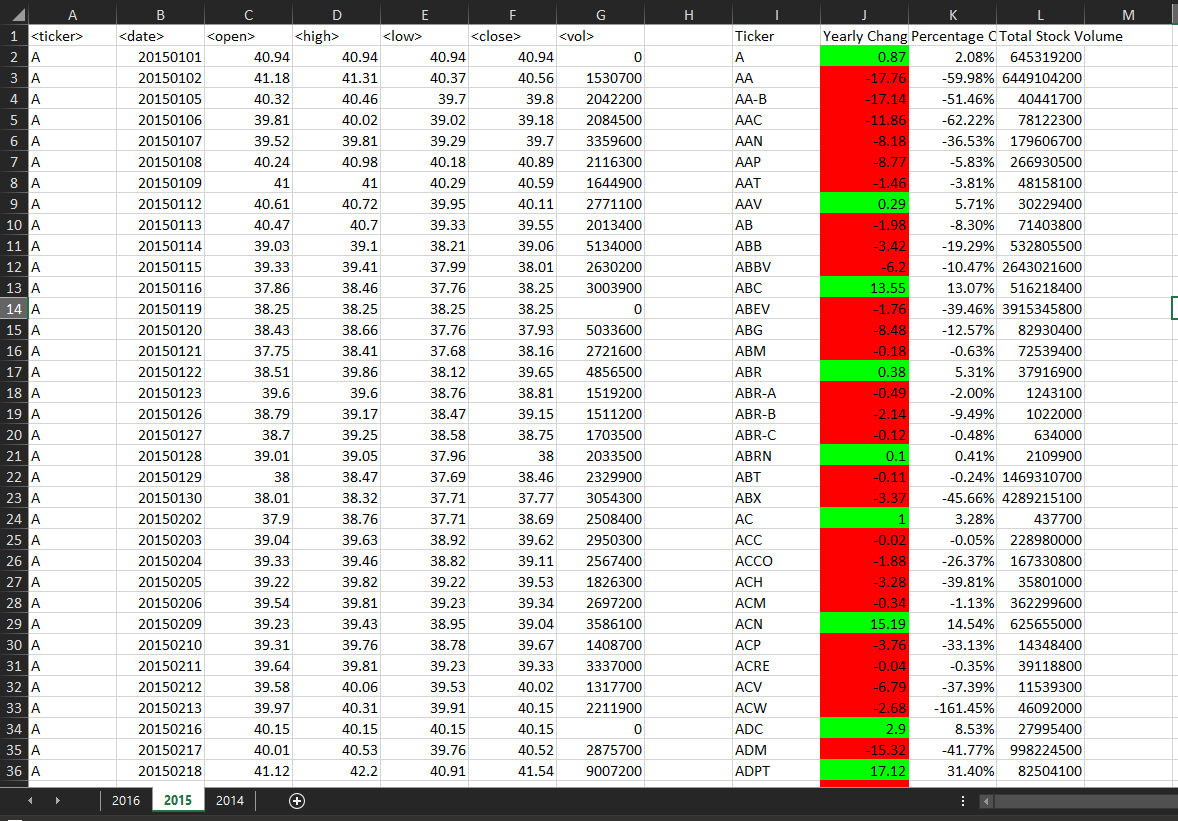 A B C D E F G H I J K L M
1 <ticker> <date> <open> <high> <low> <close> <vol> Ticker Yearly Chang Percentage C Total Stock Volume
2 A 20150101 40.94 40.94 40.94 40.94 0 A 0.87 2.08% 645319200
3 A 20150102 41.18 41.31 40.37 40.56 1530700 AA -17.76 -59.98% 6449104200
4 A 20150105 40.32 40.46 39.7 39.8 2042200 AA-B -17.14 -51.46% 40441700
5 A 20150106 39.81 40.02 39.02 39.18 2084500 AAC -11.86 -62.22% 78122300
6 A 20150107 39.52 39.81 39.29 39.7 3359600 AAN -8.18 -36.53% 179606700
7 A 20150108 40.24 40.98 40.18 40.89 2116300 AAP -8.77 -5.83% 266930500
8 A 20150109 41 41 40.29 40.59 1644900 AAT -1.46 -3.81% 48158100
9 A 20150112 40.61 40.72 39.95 40.11 2771100 AAV 0.29 5.71% 30229400
10 A 20150113 40.47 40.7 39.33 39.55 2013400 AB -1.98 -8.30% 71403800
11 A 20150114 39.03 39.1 38.21 39.06 5134000 ABB -3.42 -19.29% 532805500
12 A 20150115 39.33 39.41 37.99 38.01 2630200 ABBV -6.2 -10.47% 2643021600
13 A 20150116 37.86 38.46 37.76 38.25 3003900 ABC 13.55 13.07% 516218400
14 A 20150119 38.25 38.25 38.25 38.25 0 ABEV -1.76 -39.46% 3915345800
15 A 20150120 38.43 38.66 37.76 37.93 5033600 ABG -8.48 -12.57% 82930400
16 A 20150121 37.75 38.41 37.68 38.16 2721600 ABM -0.18 -0.63% 72539400
17 A 20150122 38.51 39.86 38.12 39.65 4856500 ABR 0.38 5.31% 37916900
18 A 20150123 39.6 39.6 38.76 38.81 1519200 ABR-A -0.49 -2.00% 1243100
19 A 20150126 38.79 39.17 38.47 39.15 1511200 ABR-B -2.14 -9.49% 1022000
20 A 20150127 38.7 39.25 38.58 38.75 1703500 ABR-C -0.12 -0.48% 634000
21 A 20150128 39.01 39.05 37.96 38 2033500 ABRN 0.1 0.41% 2109900
22 A 20150129 38 38.47 37.69 38.46 2329900 ABT -0.11 -0.24% 1469310700
23 A 20150130 38.01 38.32 37.71 37.77 3054300 ABX -3.37 -45.66% 4289215100
24 A 20150202 37.9 38.76 37.71 38.69 2508400 AC 1 3.28% 437700
25 A 20150203 39.04 39.63 38.92 39.62 2950300 ACC -0.02 -0.05% 228980000
26 A 20150204 39.33 39.46 38.82 39.11 2567400 ACCO -1.88 -26.37% 167330800
27 A 20150205 39.22 39.82 39.22 39.53 1826300 ACH -3.28 -39.81% 35801000
28 A 20150206 39.54 39.81 39.23 39.34 2697200 ACM -0.34 -1.13% 362299600
29 A 20150209 39.23 39.43 38.95 39.04 3586100 ACN 15.19 14.54% 625655000
30 A 20150210 39.31 39.76 38.78 39.67 1408700 ACP -3.76 -33.13% 14348400
31 A 20150211 39.64 39.81 39.23 39.33 3337000 ACRE -0.04 -0.35% 39118800
32 A 20150212 39.58 40.06 39.53 40.02 1317700 ACV -6.79 -37.39% 11539300
33 A 20150213 39.97 40.31 39.91 40.15 2211900 ACW -2.68 -161.45% 46092000
34 A 20150216 40.15 40.15 40.15 40.15 0 ADC 2.9 8.53% 27995400
35 A 20150217 40.01 40.53 39.76 40.52 2875700 ADM -15.32 -41.77% 998224500
36 A 20150218 41.12 42.2 40.91 41.54 9007200 ADPT 17.12 31.40% 82504100
2016 2015 2014